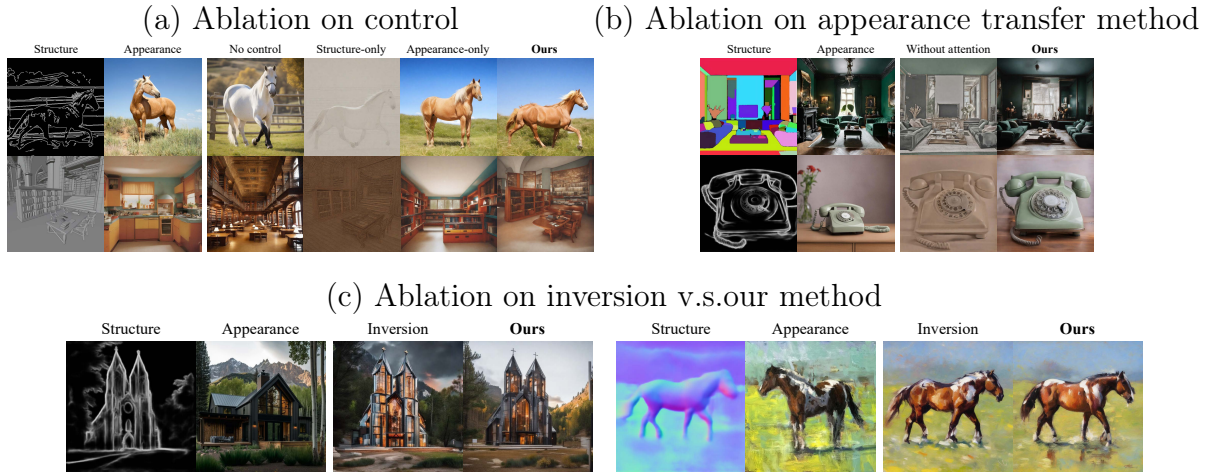 (a) Ablation on control
Structure Appearance No control Structure-only Appearance-only Ours
(b) Ablation on appearance transfer method
Structure Appearance Without attention Ours
(c) Ablation on inversion v.s.our method
Structure Appearance Inversion Ours
Structure Appearance Inversion Ours